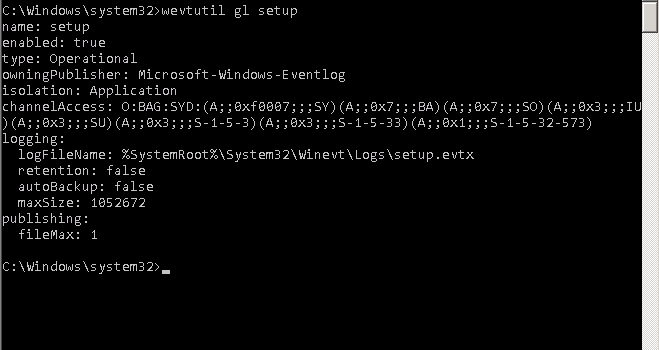 C:\Windows\system32>wevtutil gl setup
name: setup
enabled: true
type: Operational
owningPublisher: Microsoft-Windows-Eventlog
isolation: Application
channelAccess: O:BAG:SYD:(A;;0xf0007;;;SY)(A;;0x7;;;BA)(A;;0x7;;;SO)(A;;0x3;;;IU
)(A;;0x3;;;SU)(A;;0x3;;;S-1-5-3)(A;;0x3;;;S-1-5-33)(A;;0x1;;;S-1-5-32-573)
logging:
  logFileName: %SystemRoot%\System32\Winevt\Logs\setup.evtx
  retention: false
  autoBackup: false
  maxSize: 1052672
publishing:
  fileMax: 1
C:\Windows\system32>_